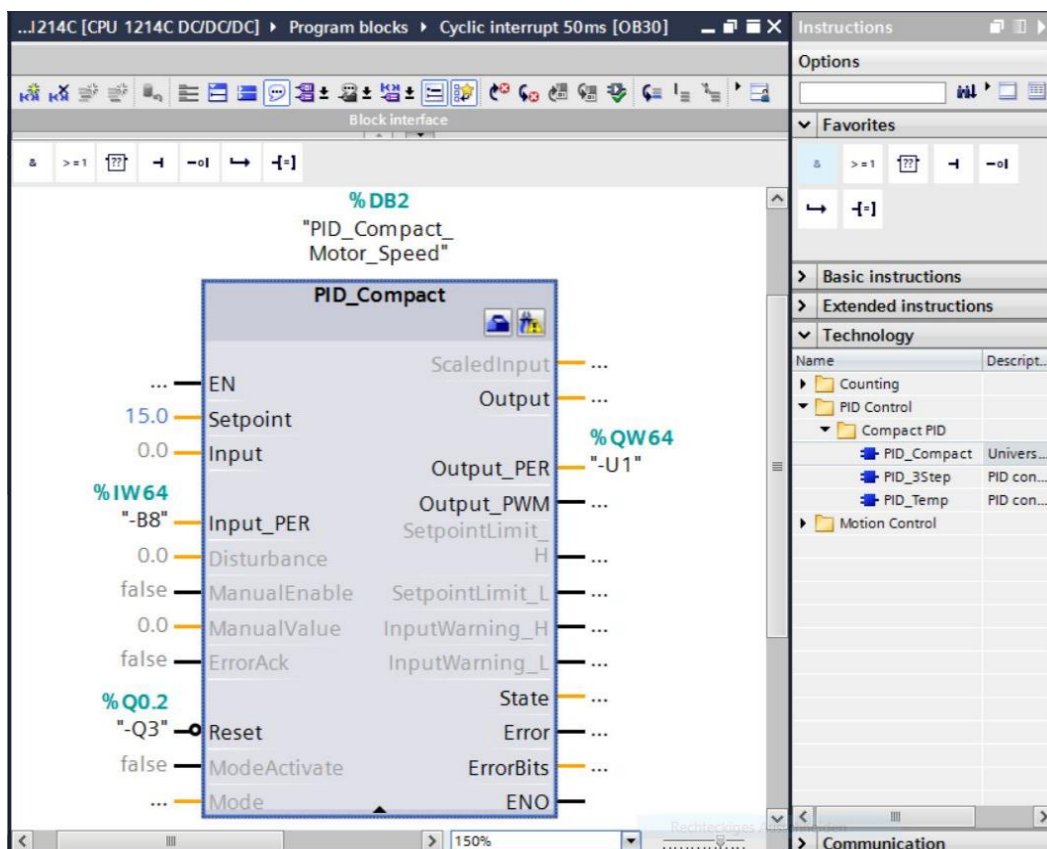 ...1214C [CPU 1214C DC/DC/DC] ▸ Program blocks ▸ Cyclic interrupt 50ms [OB30]
Block interface
& >=1 ?? 
%DB2
"PID_Compact_
Motor_Speed"
PID_Compact
ScaledInput ...
... EN
Output ...
15.0 Setpoint
%QW64
0.0 Input
Output_PER "-U1"
%IW64
Output_PWM ...
"-B8" Input_PER
SetpointLimit_
H ...
0.0 Disturbance
false ManualEnable SetpointLimit_L ...
0.0 ManualValue InputWarning_H ...
false ErrorAck InputWarning_L ...
%Q0.2
State ...
"-Q3" Reset Error ...
false ModeActivate ErrorBits ...
... Mode ENO
150%
Instructions
Options
Favorites
& >=1 ??
Basic instructions
Extended instructions
Technology
Name Descript...
Counting
PID Control
Compact PID
PID_Compact Univers...
PID_3Step PID con...
PID_Temp PID con...
Motion Control
Communication